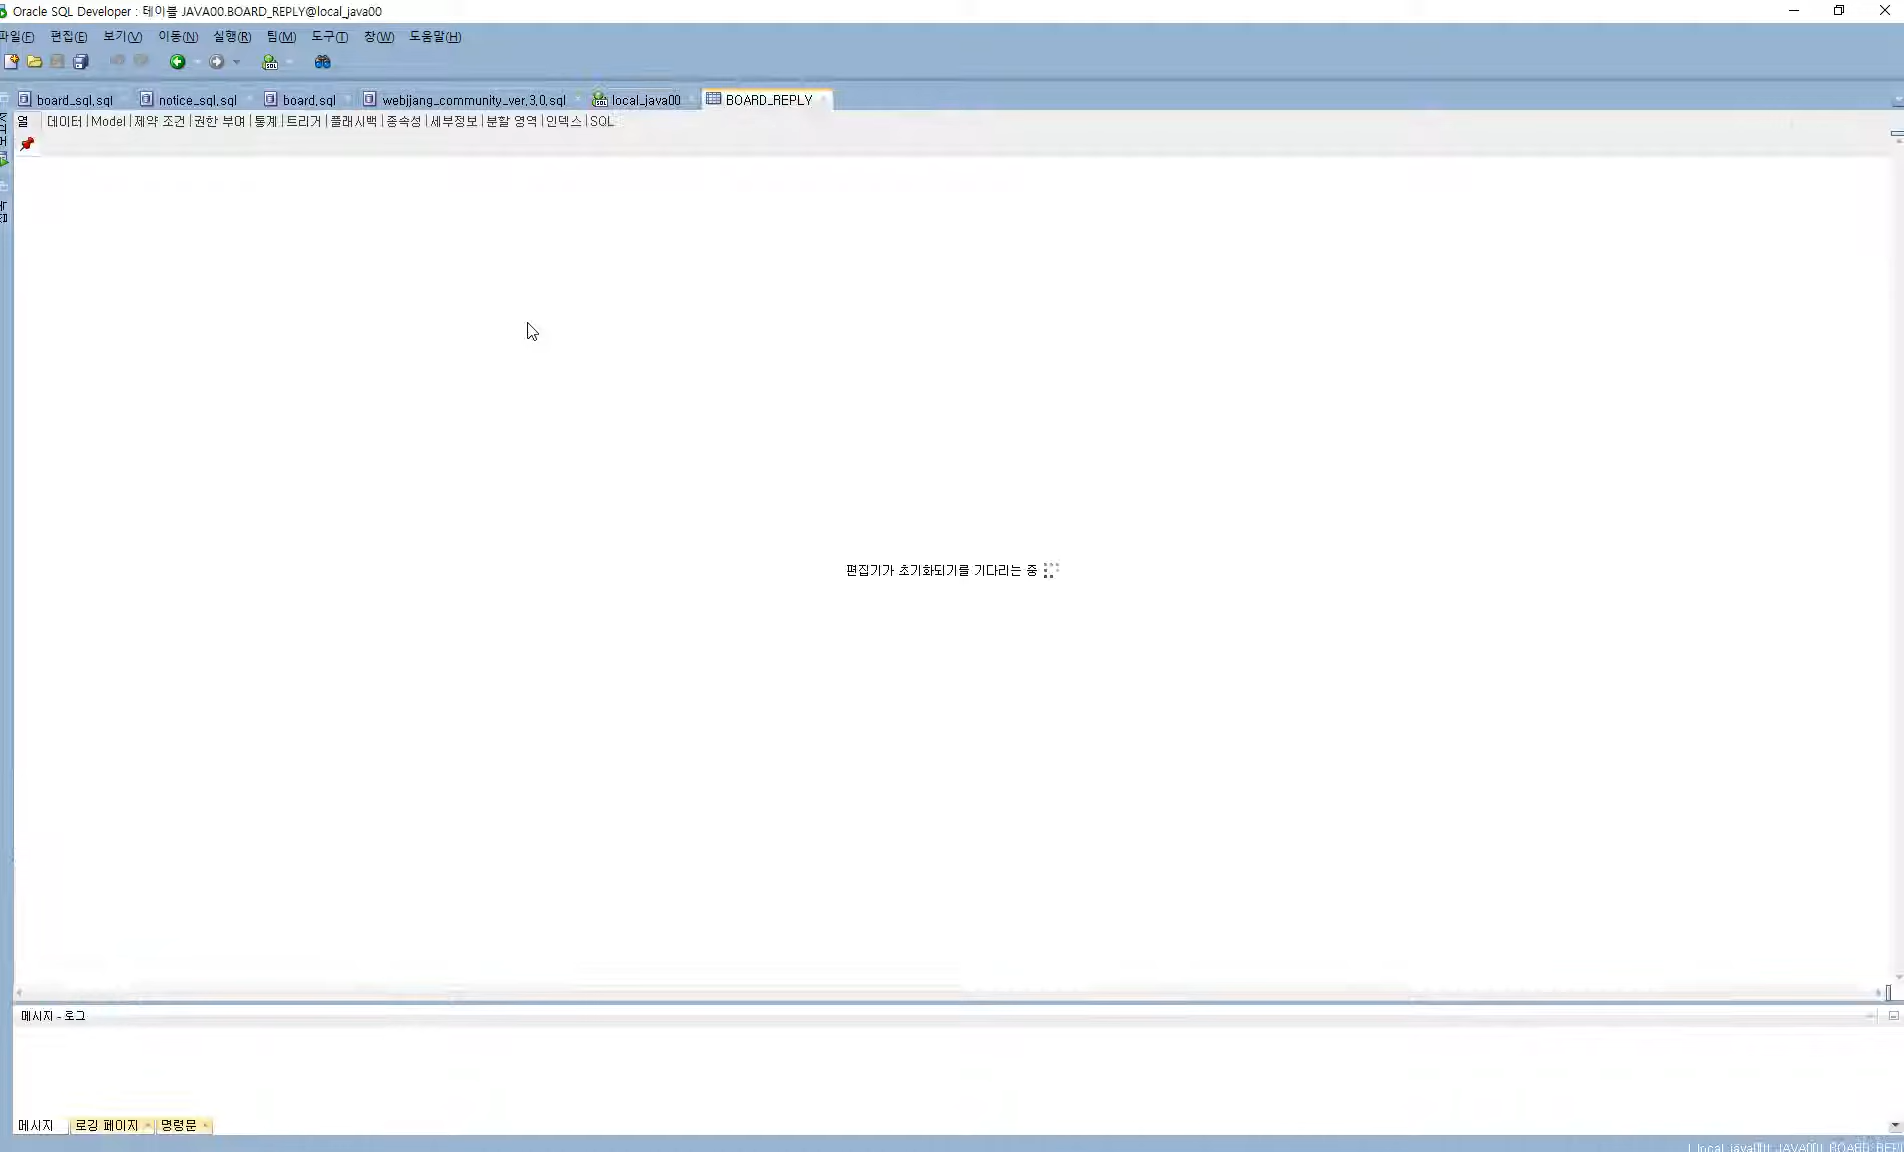 Oracle SQL Developer : 테이블 JAVA00.BOARD_REPLY@local_java00
파일(F) 편집(E) 보기(V) 이동(N) 실행(R) 팀(M) 도구(T) 창(W) 도움말(H)
board_sql.sql notice_sql.sql board.sql webjjang_community_ver.3.0.sql local_java00 BOARD_REPLY
열 데이터 | Model | 제약 조건 | 권한 부여 | 통계 | 트리거 | 플래시백 | 종속성 | 세부정보 | 분할 영역 | 인덱스 | SQL
편집기가 초기화되기를 기다리는 중
메시지 - 로그
메시지 로깅 페이지 명령문